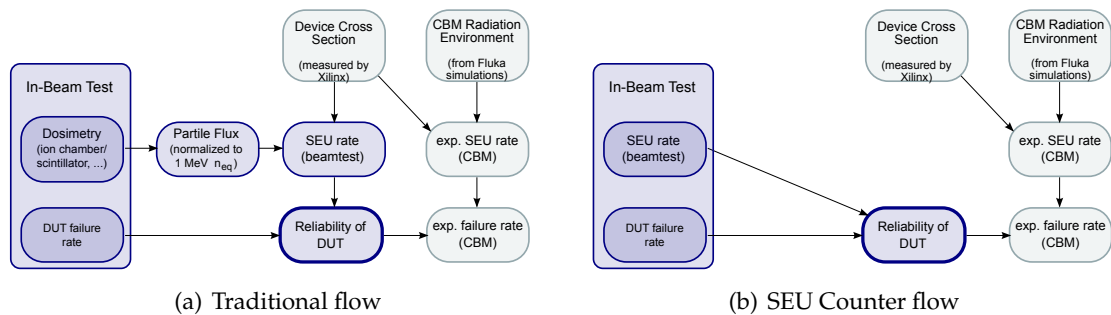 Device Cross
Section
(measured by
Xilinx)
CBM Radiation
Environment
(from Fluka
simulations)
In-Beam Test
Dosimetry
(ion chamber/
scintillator, ...)
Partile Flux
(normalized to
1 MeV n_eq)
SEU rate
(beamtest)
exp. SEU rate
(CBM)
DUT failure
rate
Reliability of
DUT
exp. failure rate
(CBM)
(a) Traditional flow
Device Cross
Section
(measured by
Xilinx)
CBM Radiation
Environment
(from Fluka
simulations)
In-Beam Test
SEU rate
(beamtest)
exp. SEU rate
(CBM)
DUT failure
rate
Reliability of
DUT
exp. failure rate
(CBM)
(b) SEU Counter flow